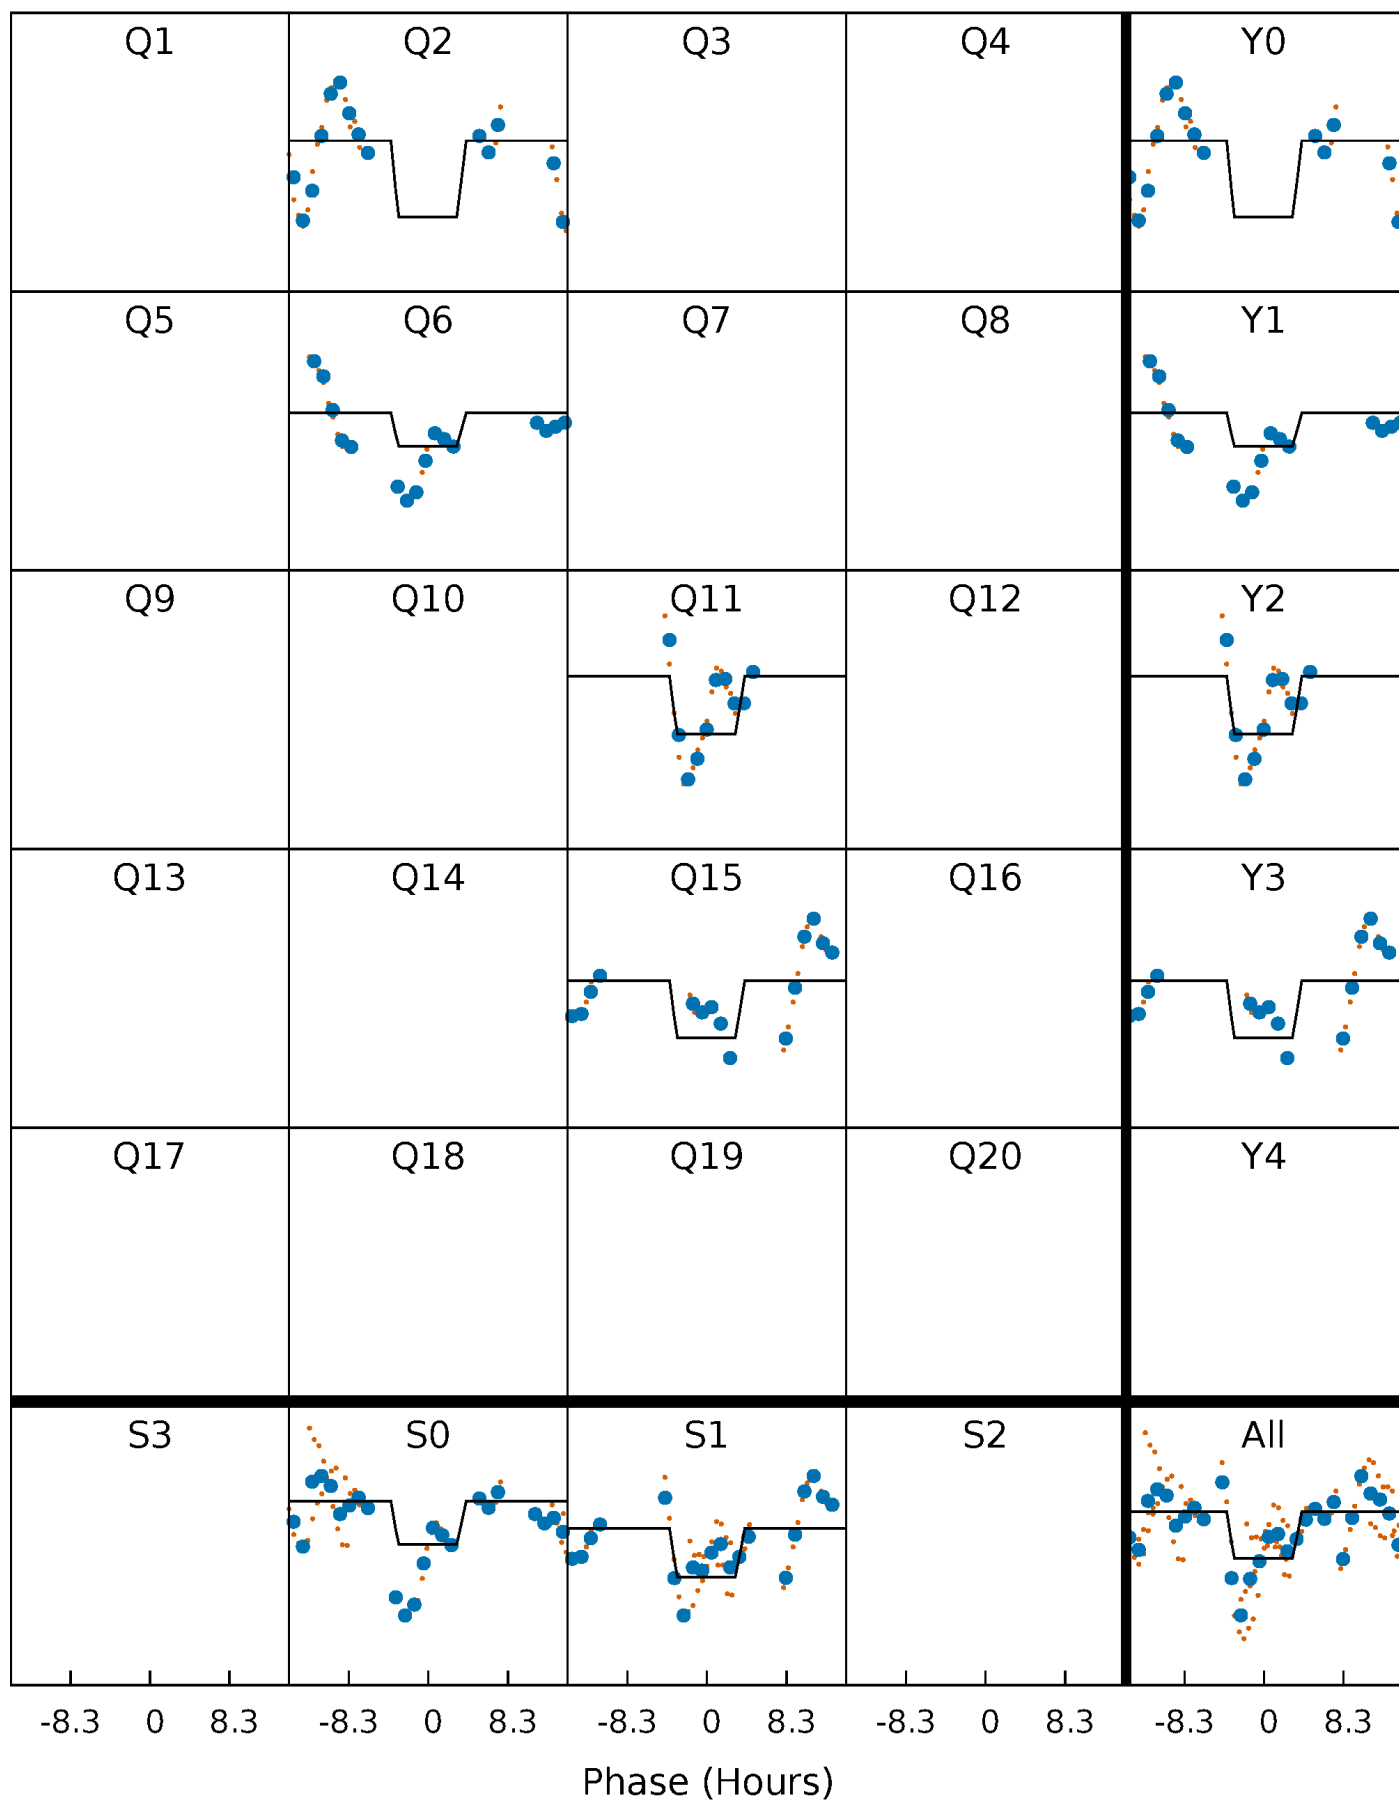 Q1 Q2 Q3 Q4 Y0
Q5 Q6 Q7 Q8 Y1
Q9 Q10 Q11 Q12 Y2
Q13 Q14 Q15 Q16 Y3
Q17 Q18 Q19 Q20 Y4
S3 S0 S1 S2 All
-8.3 0 8.3 -8.3 0 8.3 -8.3 0 8.3 -8.3 0 8.3 -8.3 0 8.3
Phase (Hours)